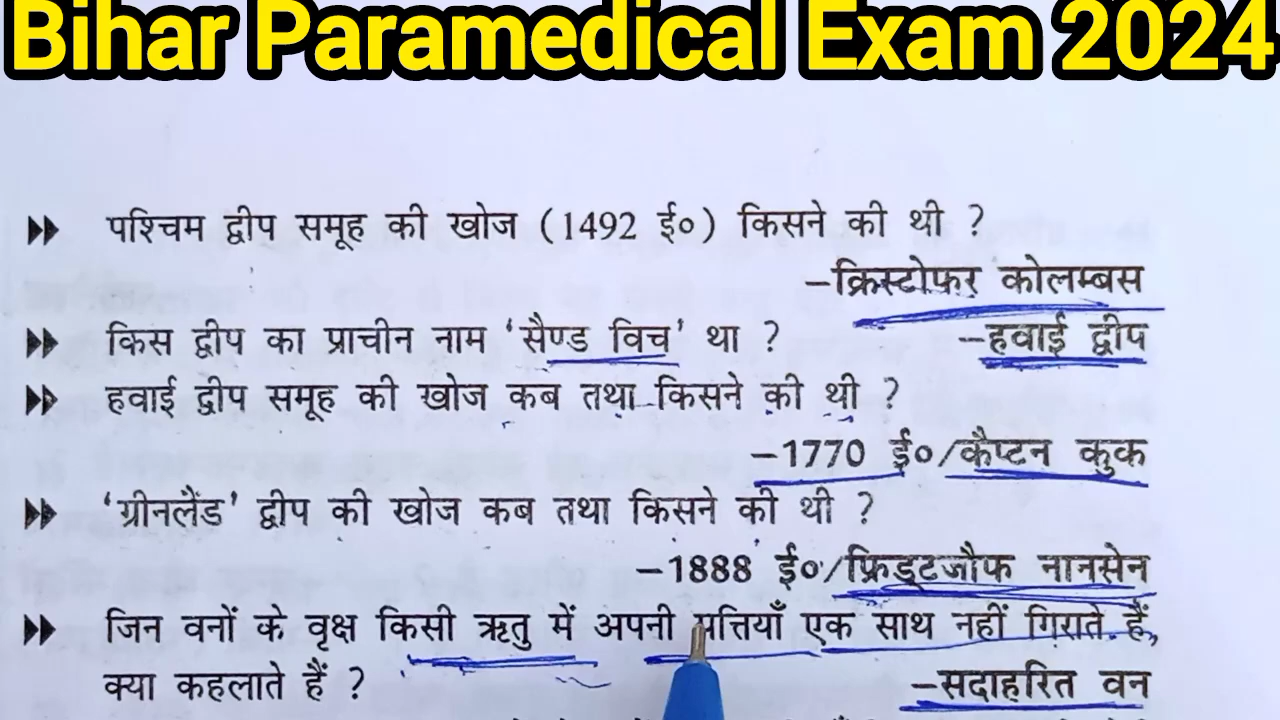 Bihar Paramedical Exam 2024
पश्चिम द्वीप समूह की खोज (1492 ई०) किसने की थी ?
–क्रिस्टोफर कोलम्बस
किस द्वीप का प्राचीन नाम ‘सैण्ड विच’ था ? –हवाई द्वीप
हवाई द्वीप समूह की खोज कब तथा किसने की थी ?
–1770 ई०/कैप्टन कुक
‘ग्रीनलैंड’ द्वीप की खोज कब तथा किसने की थी ?
–1888 ई०/फ्रिड्टजौफ नानसेन
जिन वनों के वृक्ष किसी ऋतु में अपनी पत्तियाँ एक साथ नहीं गिराते हैं,
क्या कहलाते हैं ? –सदाहरित वन